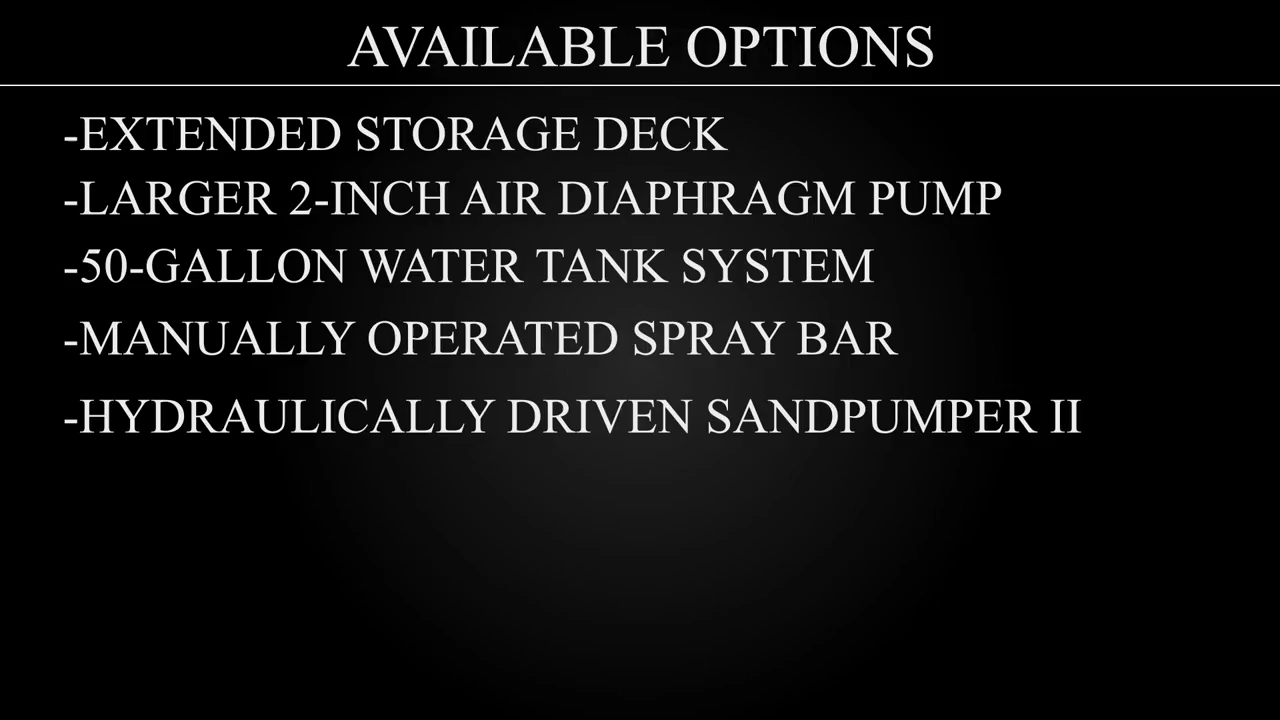 AVAILABLE OPTIONS
-EXTENDED STORAGE DECK
-LARGER 2-INCH AIR DIAPHRAGM PUMP
-50-GALLON WATER TANK SYSTEM
-MANUALLY OPERATED SPRAY BAR
-HYDRAULICALLY DRIVEN SANDPUMPER II